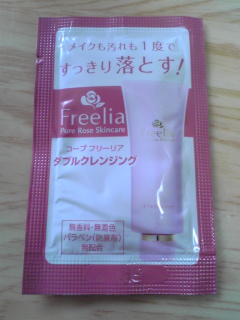 メイクも汚れも1度で
すっきり落とす!
Freelia
Pure Rose Skincare
コープ フリーリア
ダブルクレンジング
Freelia
無香料・無着色
パラベン(防腐剤)
無配合